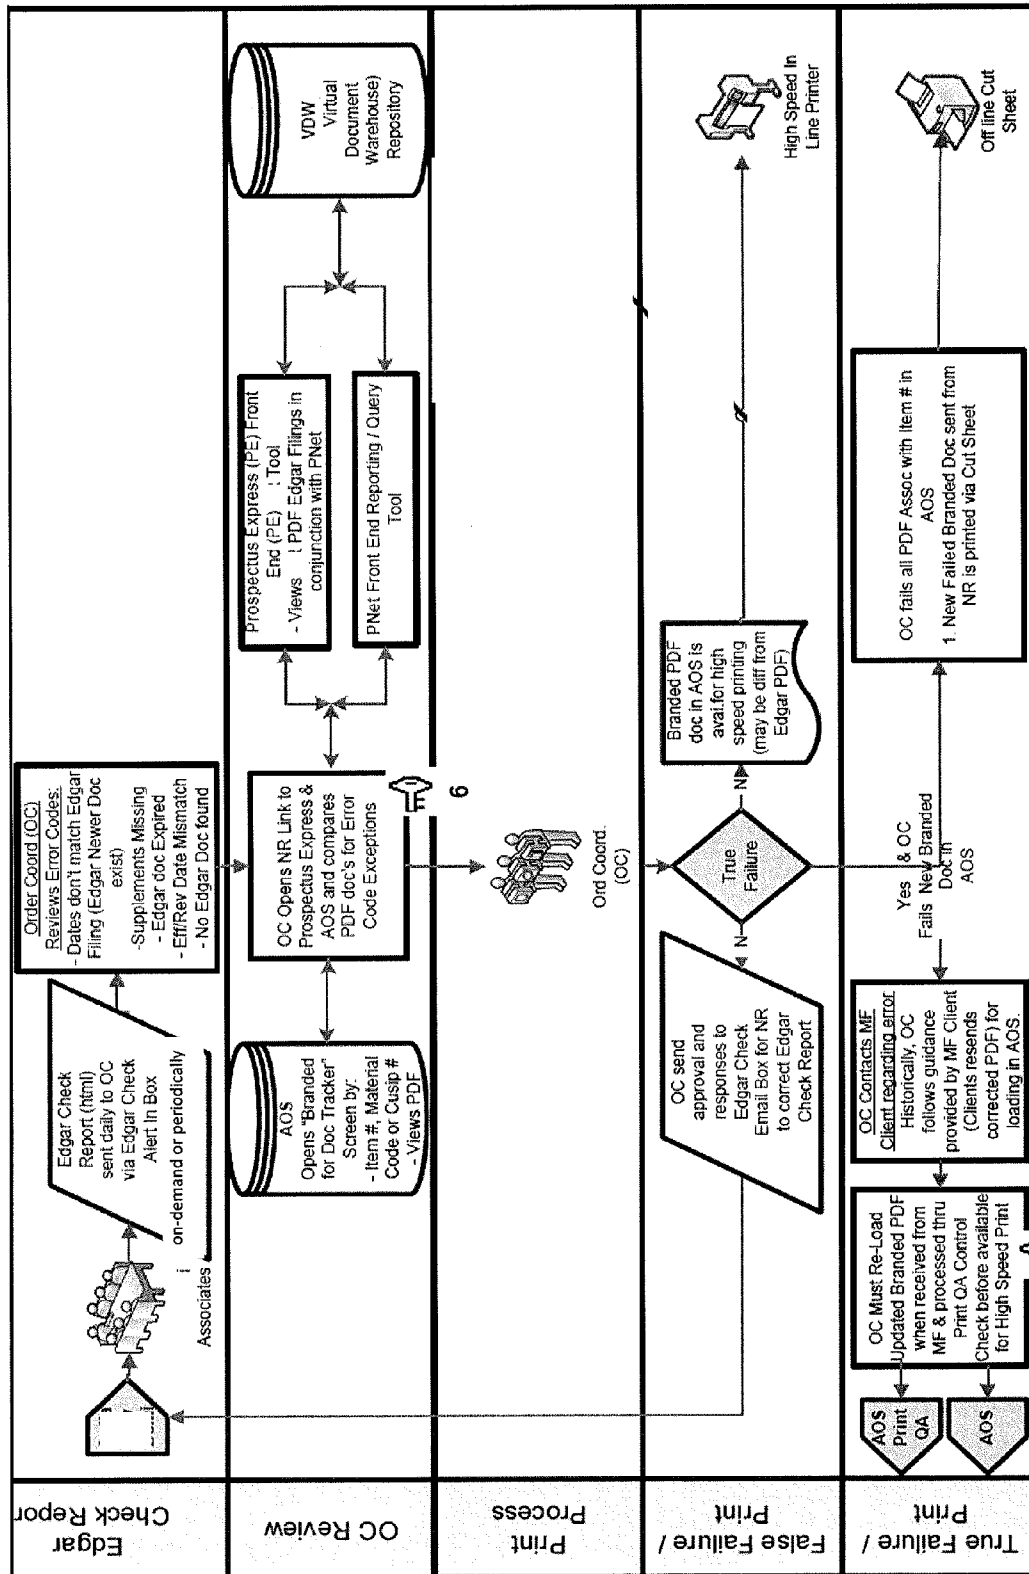 Edgar
Check Repor
Associates
Edgar Check
Report (html)
sent daily to OC
via Edgar Check
Alert In Box
on-demand or periodically
Order Coord (OC)
Reviews Error Codes:
- Dates don't match Edgar
Filing (Edgar Newer Doc
exist)
-Supplements Missing
- Edgar doc Expired
- Eff/Rev Date Mismatch
- No Edgar Doc found
OC Review
AOS
Opens "Branded
for Doc Tracker"
Screen by:
- Item #, Material
Code or Cusip #
- Views PDF
OC Opens NR Link to
Prospectus Express &
AOS and compares
PDF doc's for Error
Code Exceptions
6
Prospectus Express (PE) Front
End (PE) Tool
- Views PDF Edgar Filings in
conjunction with PNet
PNet Front End Reporting / Query
Tool
VDW
Virtual
Document
Warehouse)
Repository
Print
Process
Ord Coord.
(OC)
False Failure /
Print
OC send
approval and
responses to
Edgar Check
Email Box for NR
to correct Edgar
Check Report
N
True
Failure
N
Branded PDF
doc in AOS is
avail.for high
speed printing
(may be diff from
Edgar PDF)
High Speed In
Line Printer
True Failure /
Print
AOS
Print
QA
AOS
OC Must Re-Load
Updated Branded PDF
when received from
MF & processed thru
Print QA Control
Check before available
for High Speed Print
OC Contacts MF
Client regarding error.
Historically, OC
follows guidance
provided by MF Client
(Clients resends
corrected PDF) for
loading in AOS.
Yes & OC
Fails New Branded
Doc in
AOS
OC fails all PDF Assoc with Item # in
AOS
1. New Failed Branded Doc sent from
NR is printed via Cut Sheet
Off line Cut
Sheet